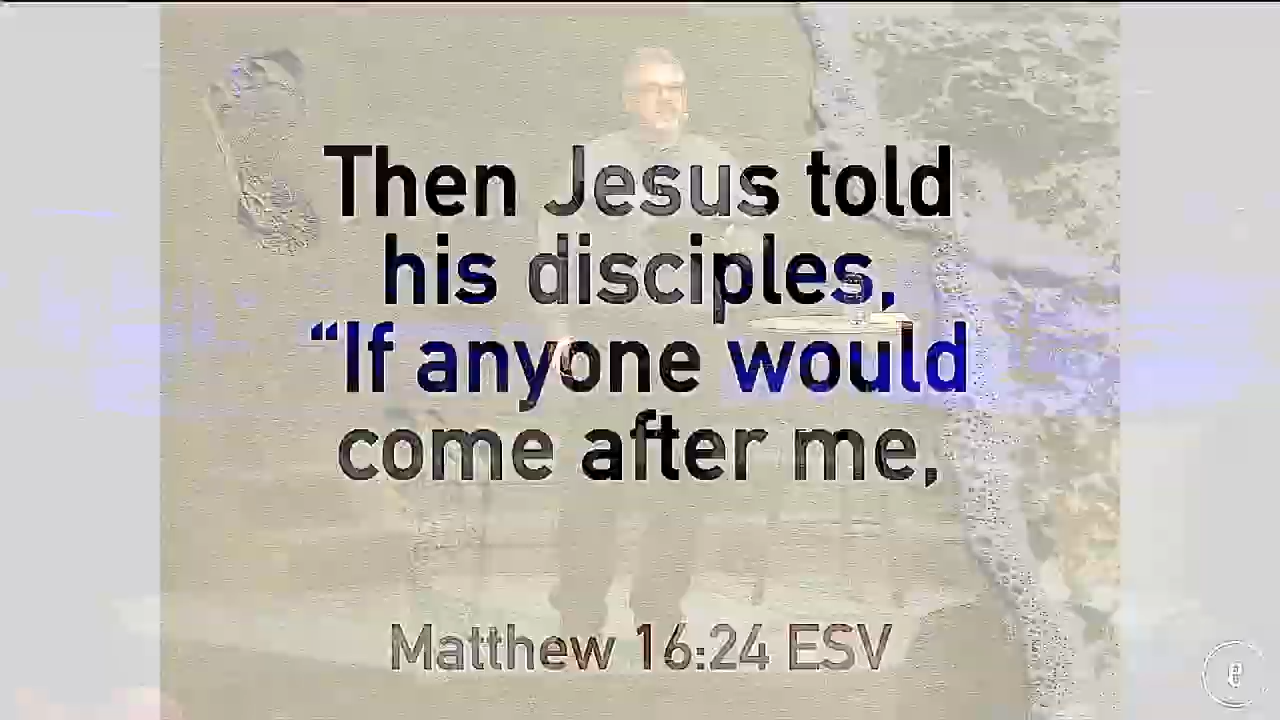 Then Jesus told
his disciples,
“If anyone would
come after me,
Matthew 16:24 ESV